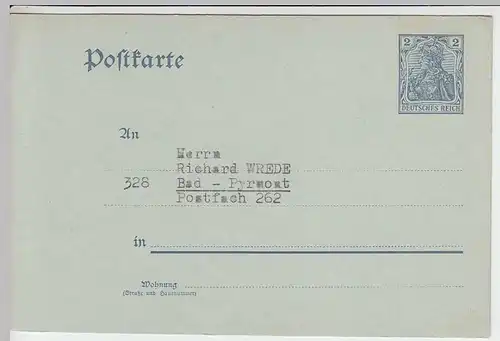 2 2
Postkarte
DEUTSCHES REICH
An
Herrn
Richard WREDE
328 Bad - Pyrmont
Postfach 262
in
Wohnung
(Straße und Hausnummer)